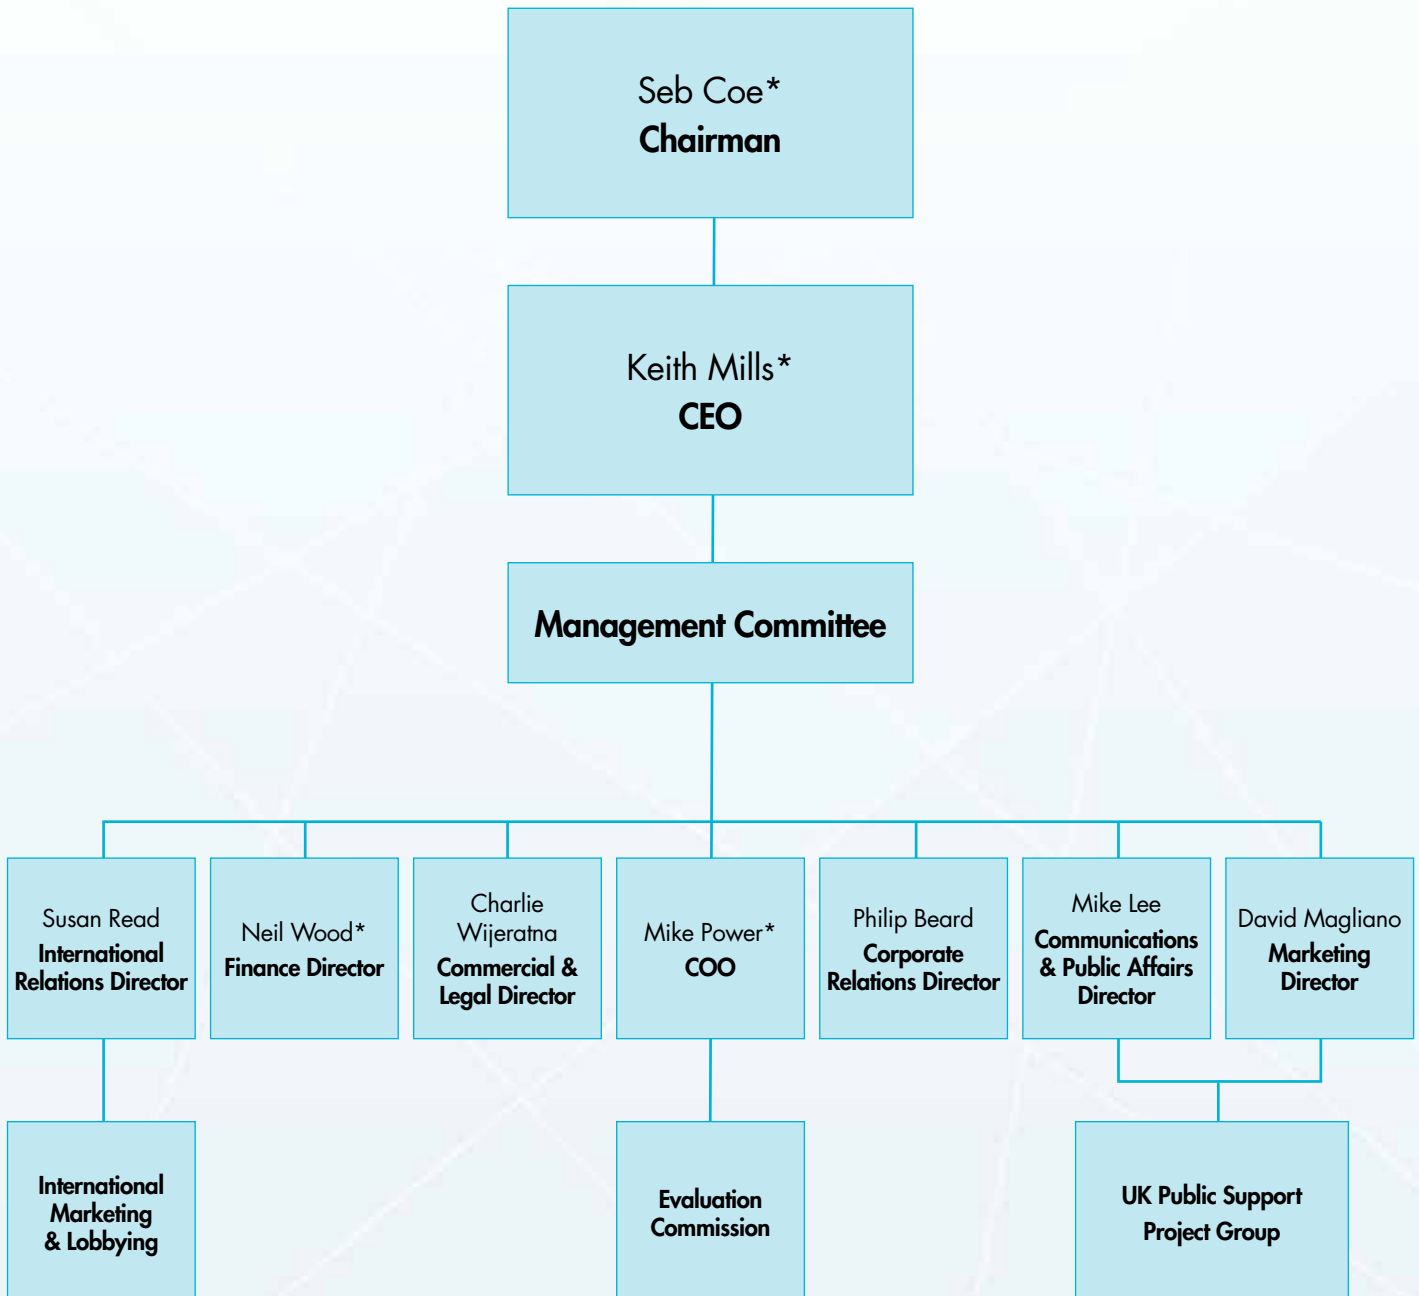 Seb Coe*
Chairman
Keith Mills*
CEO
Management Committee
Susan Read
International
Relations Director
Neil Wood*
Finance Director
Charlie
Wijeratna
Commercial &
Legal Director
Mike Power*
COO
Philip Beard
Corporate
Relations Director
Mike Lee
Communications
& Public Affairs
Director
David Magliano
Marketing
Director
International
Marketing
& Lobbying
Evaluation
Commission
UK Public Support
Project Group